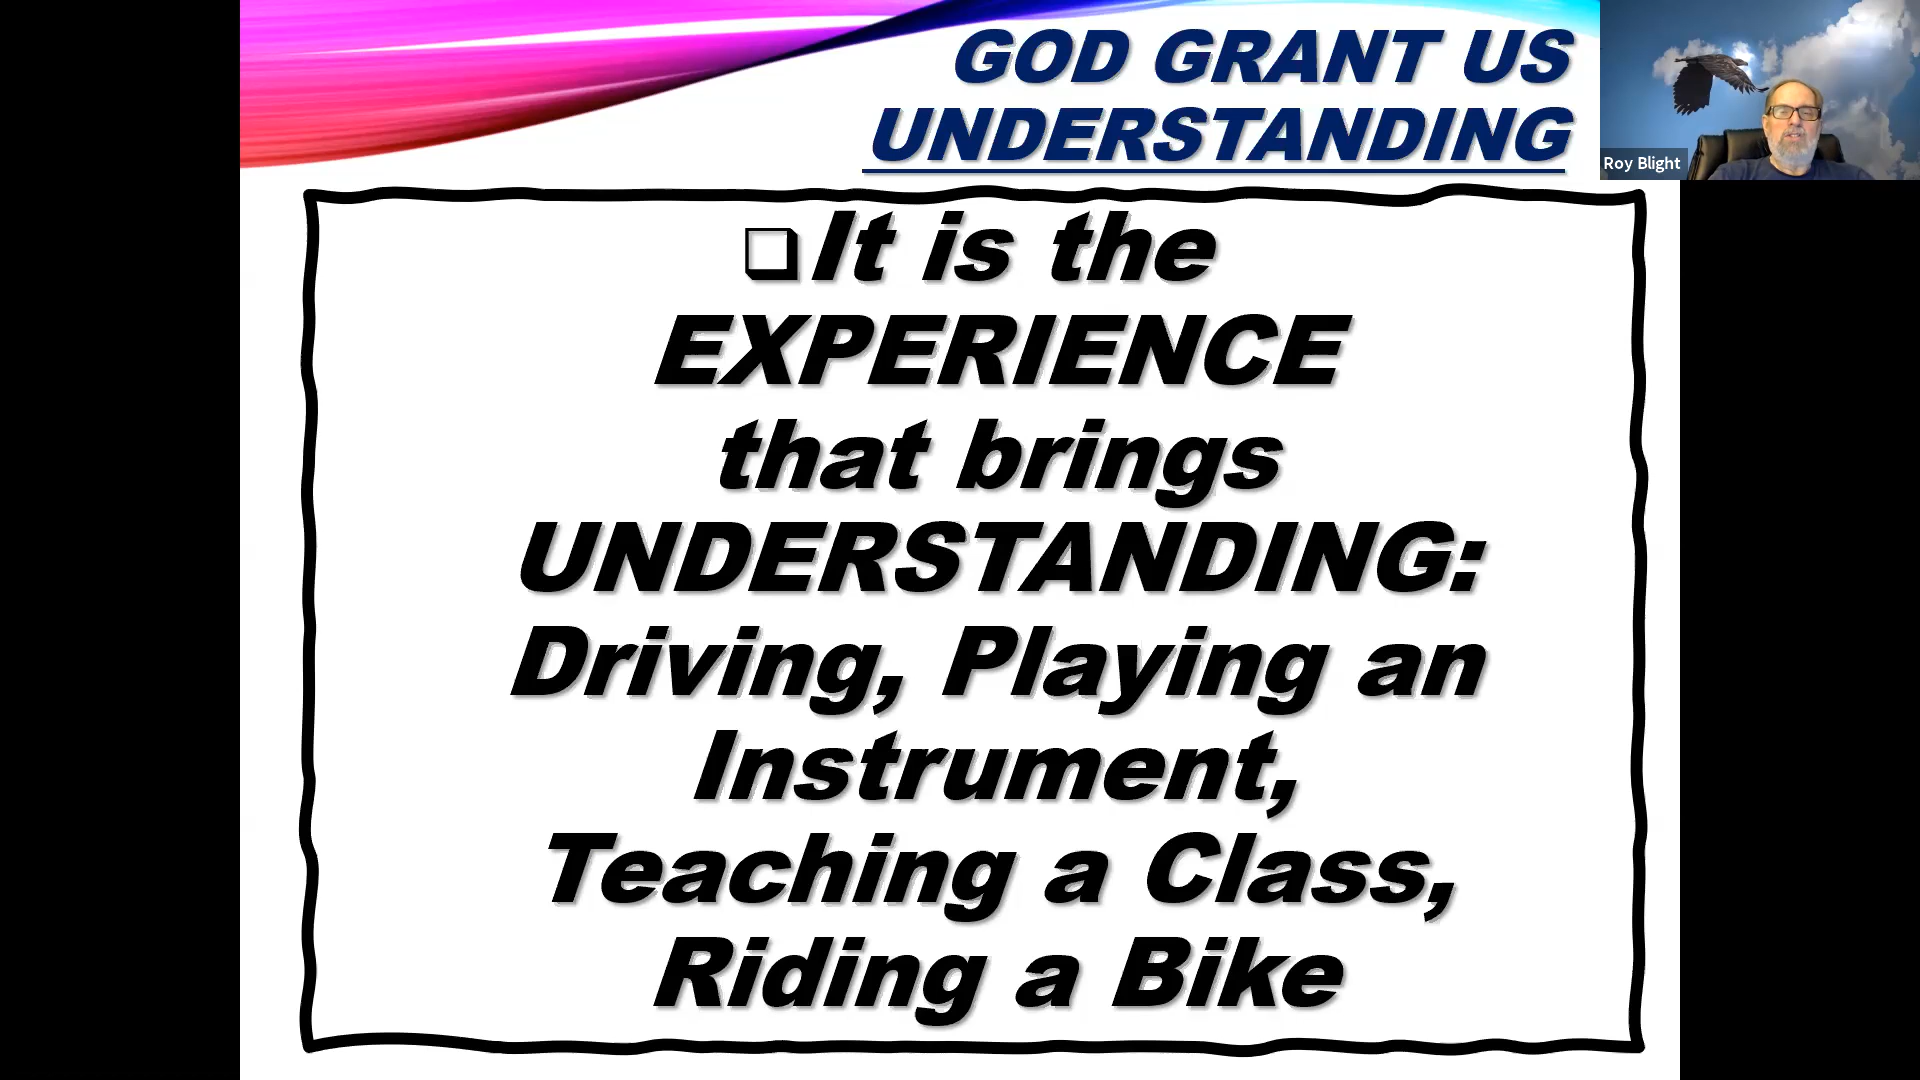 GOD GRANT US
UNDERSTANDING
Roy Blight
It is the
EXPERIENCE
that brings
UNDERSTANDING:
Driving, Playing an
Instrument,
Teaching a Class,
Riding a Bike